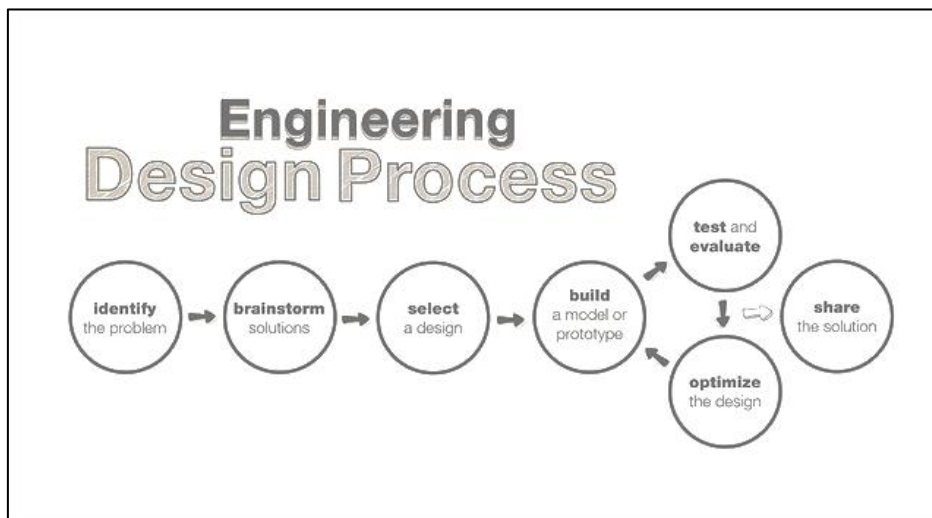 Engineering
Design Process
identify
the problem
brainstorm
solutions
select
a design
build
a model or
prototype
test and
evaluate
optimize
the design
share
the solution